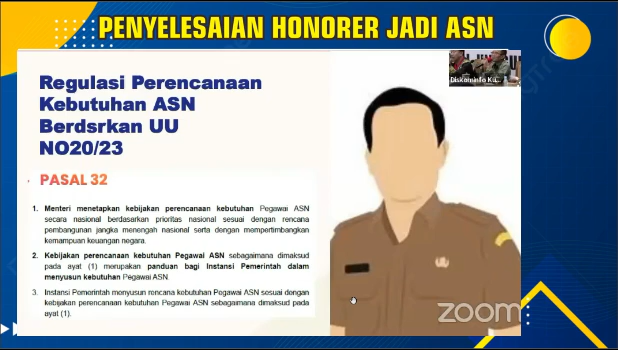 PENYELESAIAN HONORER JADI ASN
Diskominfo Ku...
Regulasi Perencanaan
Kebutuhan ASN
Berdsrkan UU
NO20/23
PASAL 32
1. Menteri menetapkan kebijakan perencanaan kebutuhan Pegawai ASN
secara nasional berdasarkan prioritas nasional sesuai dengan rencana
pembangunan jangka menengah nasional serta dengan mempertimbangkan
kemampuan keuangan negara.
2. Kebijakan perencanaan kebutuhan Pegawai ASN sebagaimana dimaksud
pada ayat (1) merupakan panduan bagi Instansi Pemerintah dalam
menyusun kebutuhan Pegawai ASN.
3. Instansi Pemerintah menyusun rencana kebutuhan Pegawai ASN sesuai dengan
kebijakan perencanaan kebutuhan Pegawai ASN sebagaimana dimaksud pada
ayat (1).
zoom